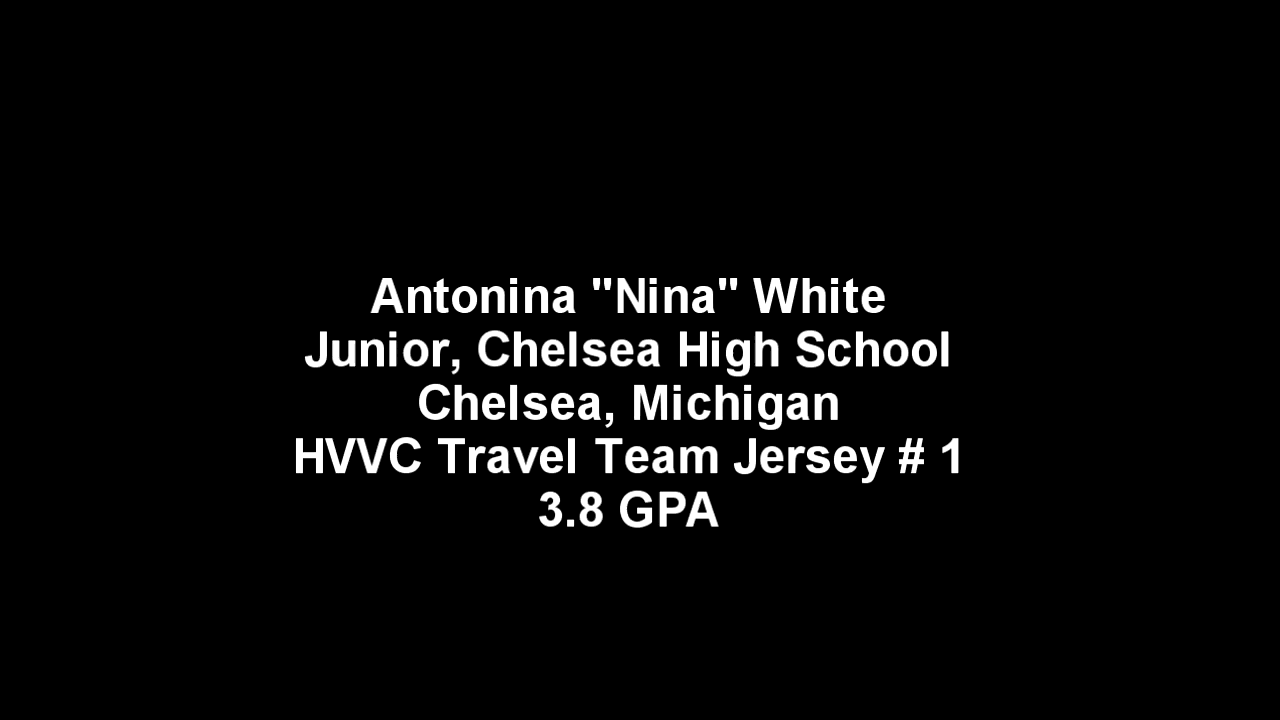 Antonina "Nina" White
Junior, Chelsea High School
Chelsea, Michigan
HVVC Travel Team Jersey # 1
3.8 GPA